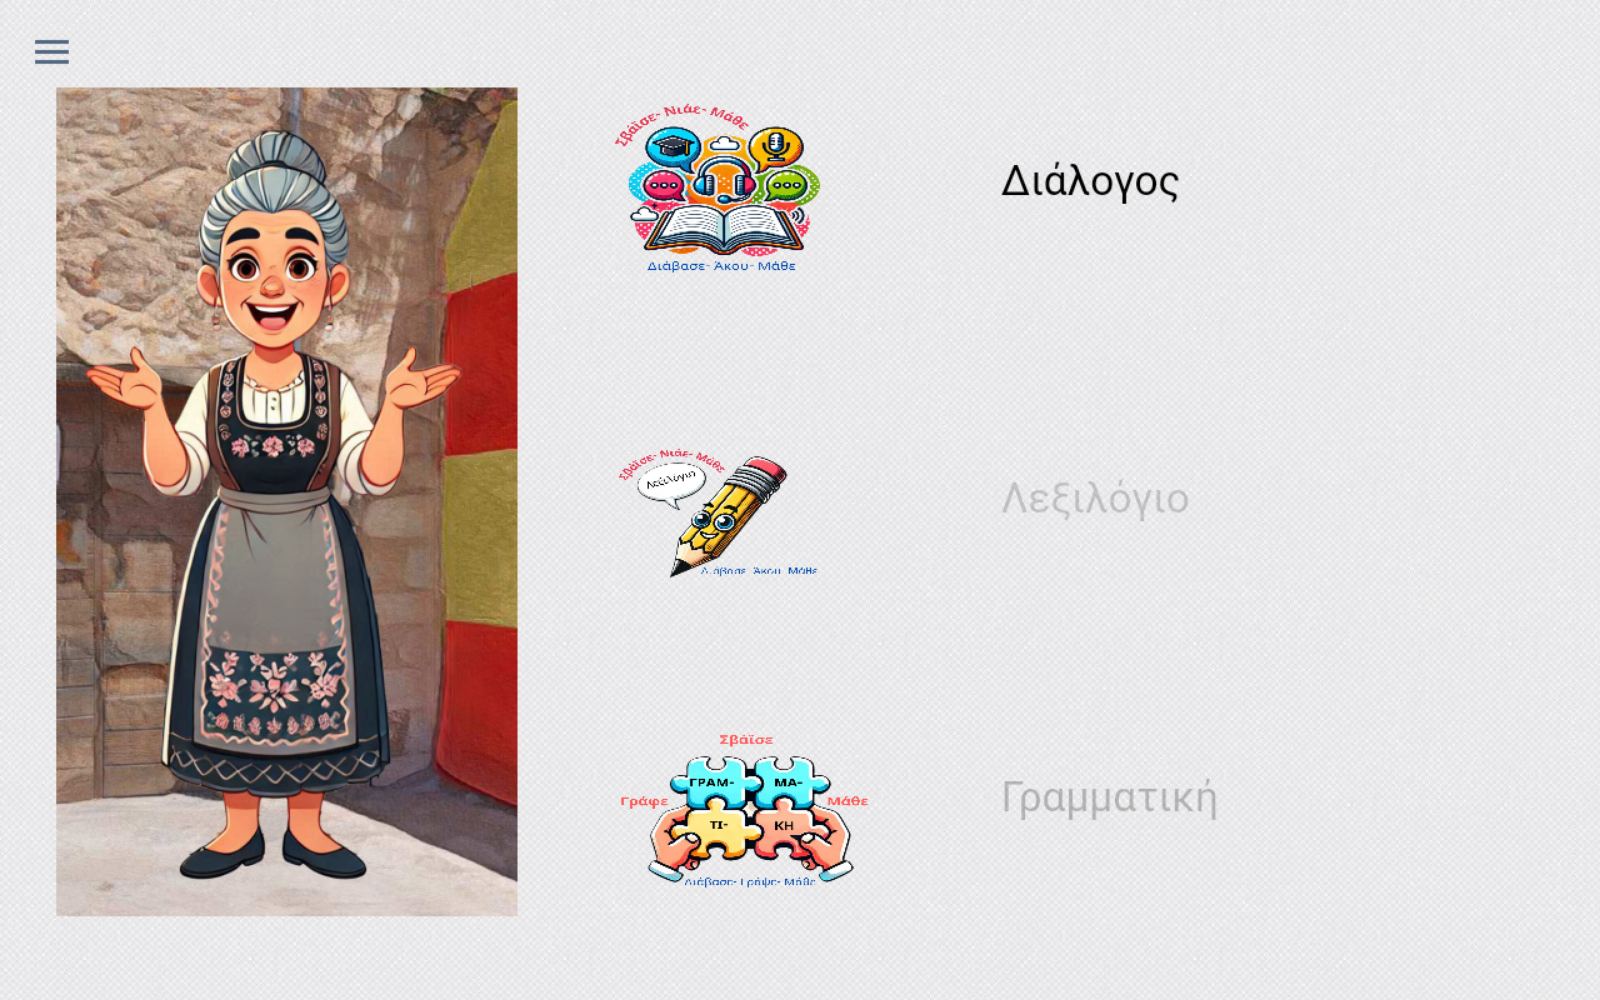 Σβάϊσε- Νιάε- Μάθε
Διάβασε- Άκου- Μάθε
Διάλογος
Σβάϊσε- Νιάε- Μάθε
Λεξιλόγιο
Διάβασε- Άκου- Μάθε
Λεξιλόγιο
Σβάϊσε
ΓΡΑΜ- ΜΑ-
Γράφε Μάθε
ΤΙ- ΚΗ
Διάβασε- Γράψε- Μάθε
Γραμματική